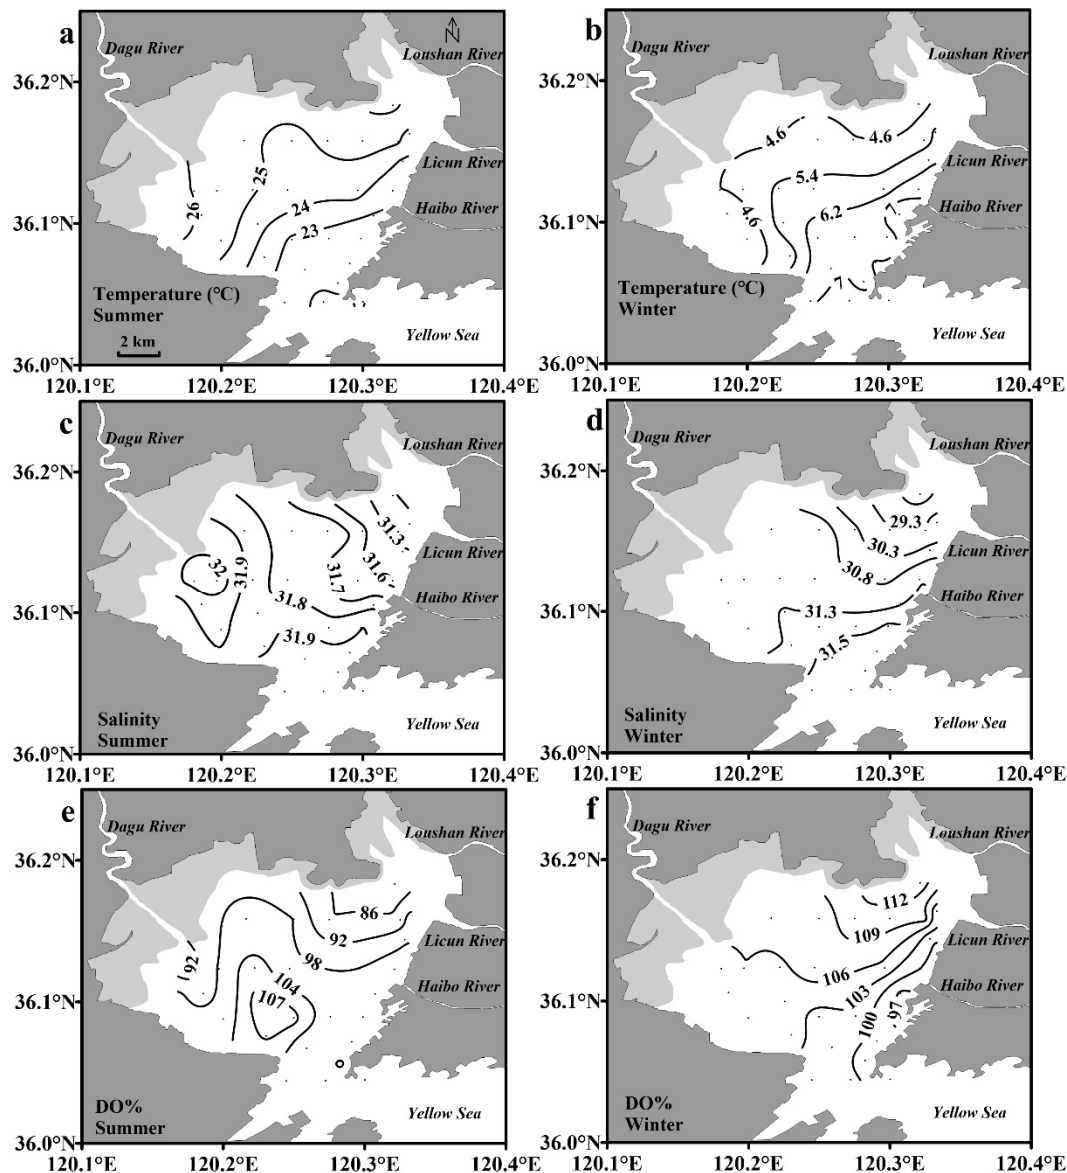 a
N
Dagu River
Loushan River
36.2°N
25
Licun River
26
24
Haibo River
36.1°N
23
Temperature (°C)
Summer
2 km
Yellow Sea
36.0°N
120.1°E 120.2°E 120.3°E 120.4°E
b
Dagu River
Loushan River
36.2°N
4.6 4.6
Licun River
5.4
4.6
6.2
7
Haibo River
36.1°N
7
Temperature (°C)
Winter
Yellow Sea
36.0°N
120.1°E 120.2°E 120.3°E 120.4°E
c
Dagu River
Loushan River
36.2°N
31.3
Licun River
32
31.9
31.7
31.6
31.8
Haibo River
36.1°N
31.9
Salinity
Summer
Yellow Sea
36.0°N
120.1°E 120.2°E 120.3°E 120.4°E
d
Dagu River
Loushan River
36.2°N
29.3
30.3
Licun River
30.8
31.3
Haibo River
36.1°N
31.5
Salinity
Winter
Yellow Sea
36.0°N
120.1°E 120.2°E 120.3°E 120.4°E
e
Dagu River
Loushan River
36.2°N
86
92
Licun River
92
98
104
Haibo River
107
36.1°N
DO%
Summer
Yellow Sea
36.0°N
120.1°E 120.2°E 120.3°E 120.4°E
f
Dagu River
Loushan River
36.2°N
112
109
Licun River
106
103
Haibo River
97
100
36.1°N
DO%
Winter
Yellow Sea
36.0°N
120.1°E 120.2°E 120.3°E 120.4°E